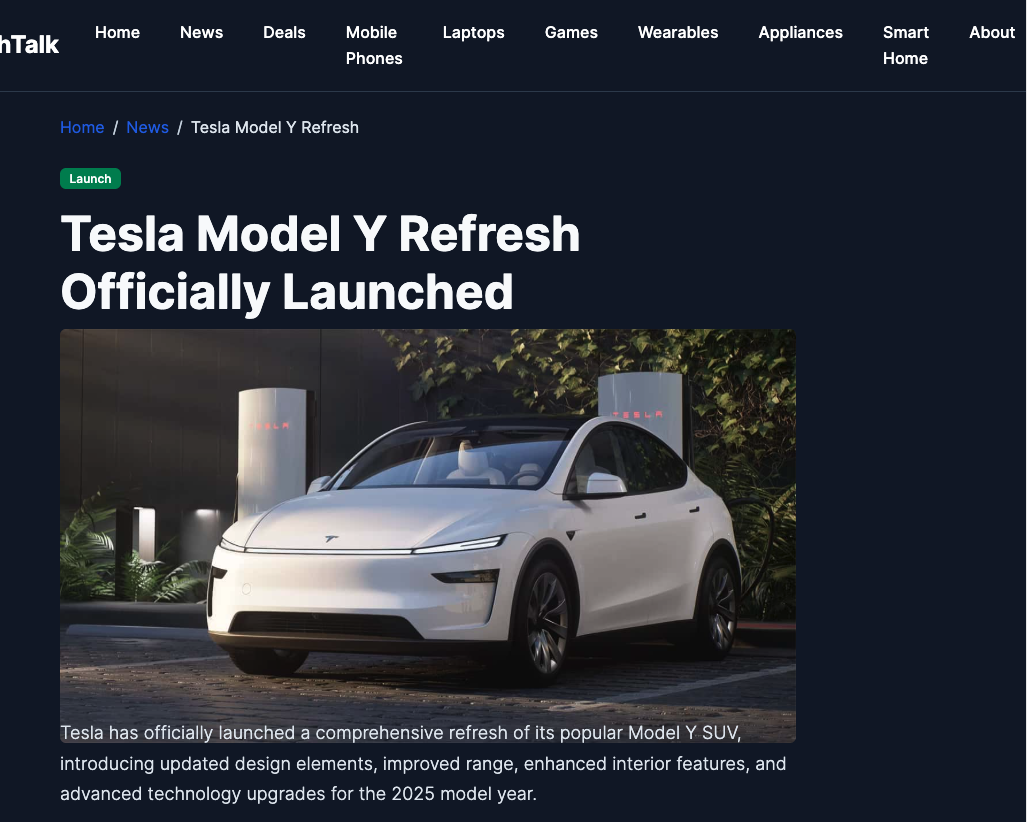 hTalk
Home News Deals Mobile Phones Laptops Games Wearables Appliances Smart Home About
Home / News / Tesla Model Y Refresh
Launch
Tesla Model Y Refresh
Officially Launched
TESLA
TESLA
Tesla has officially launched a comprehensive refresh of its popular Model Y SUV,
introducing updated design elements, improved range, enhanced interior features, and
advanced technology upgrades for the 2025 model year.